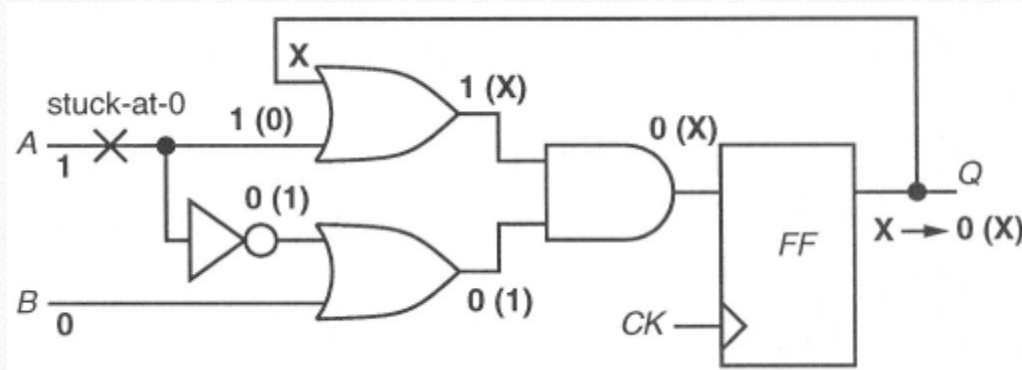 X
stuck-at-0
1 (0)
1 (X)
A
1
0 (X)
Q
0 (1)
FF
X → 0 (X)
B
0
0 (1)
CK